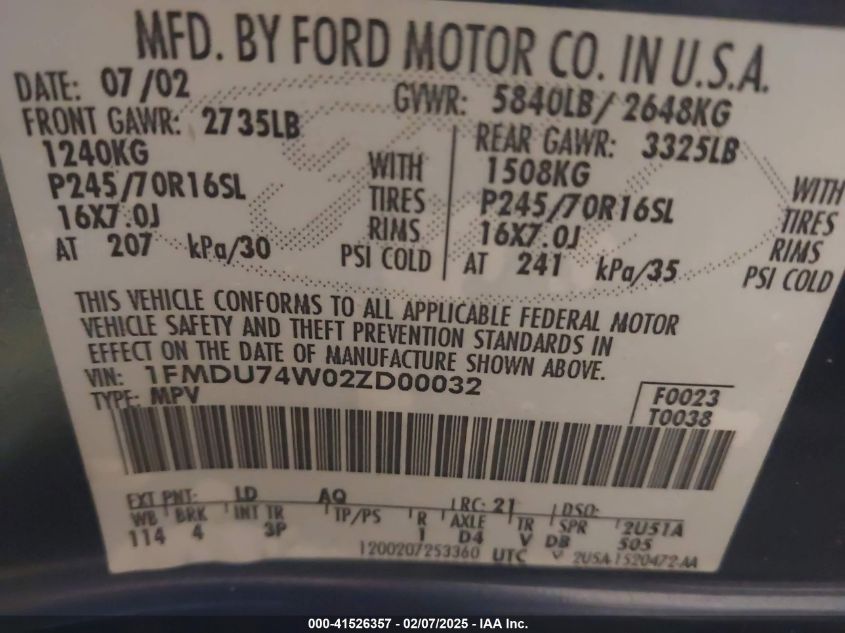 MFD. BY FORD MOTOR CO. IN U.S.A.
DATE: 07/02 GVWR: 5840LB/ 2648KG
FRONT GAWR: 2735LB REAR GAWR: 3325LB
1240KG WITH 1508KG WITH
P245/70R16SL TIRES P245/70R16SL TIRES
16X7.0J RIMS 16X7.0J RIMS
AT 207 kPa/30 PSI COLD AT 241 kPa/35 PSI COLD
THIS VEHICLE CONFORMS TO ALL APPLICABLE FEDERAL MOTOR
VEHICLE SAFETY AND THEFT PREVENTION STANDARDS IN
EFFECT ON THE DATE OF MANUFACTURE SHOWN ABOVE.
VIN: 1FMDU74W02ZD00032
TYPE: MPV
F0023
T0038
EXT PNT: LD AQ RC: 21 DSO:
WB BRK INT TR TP/PS R AXLE TR SPR 2U51A
114 4 3P 1 D4 V DB 505
1200207253360 UTC 2U5A-1520472-AA
000-41526357 - 02/07/2025 - IAA Inc.